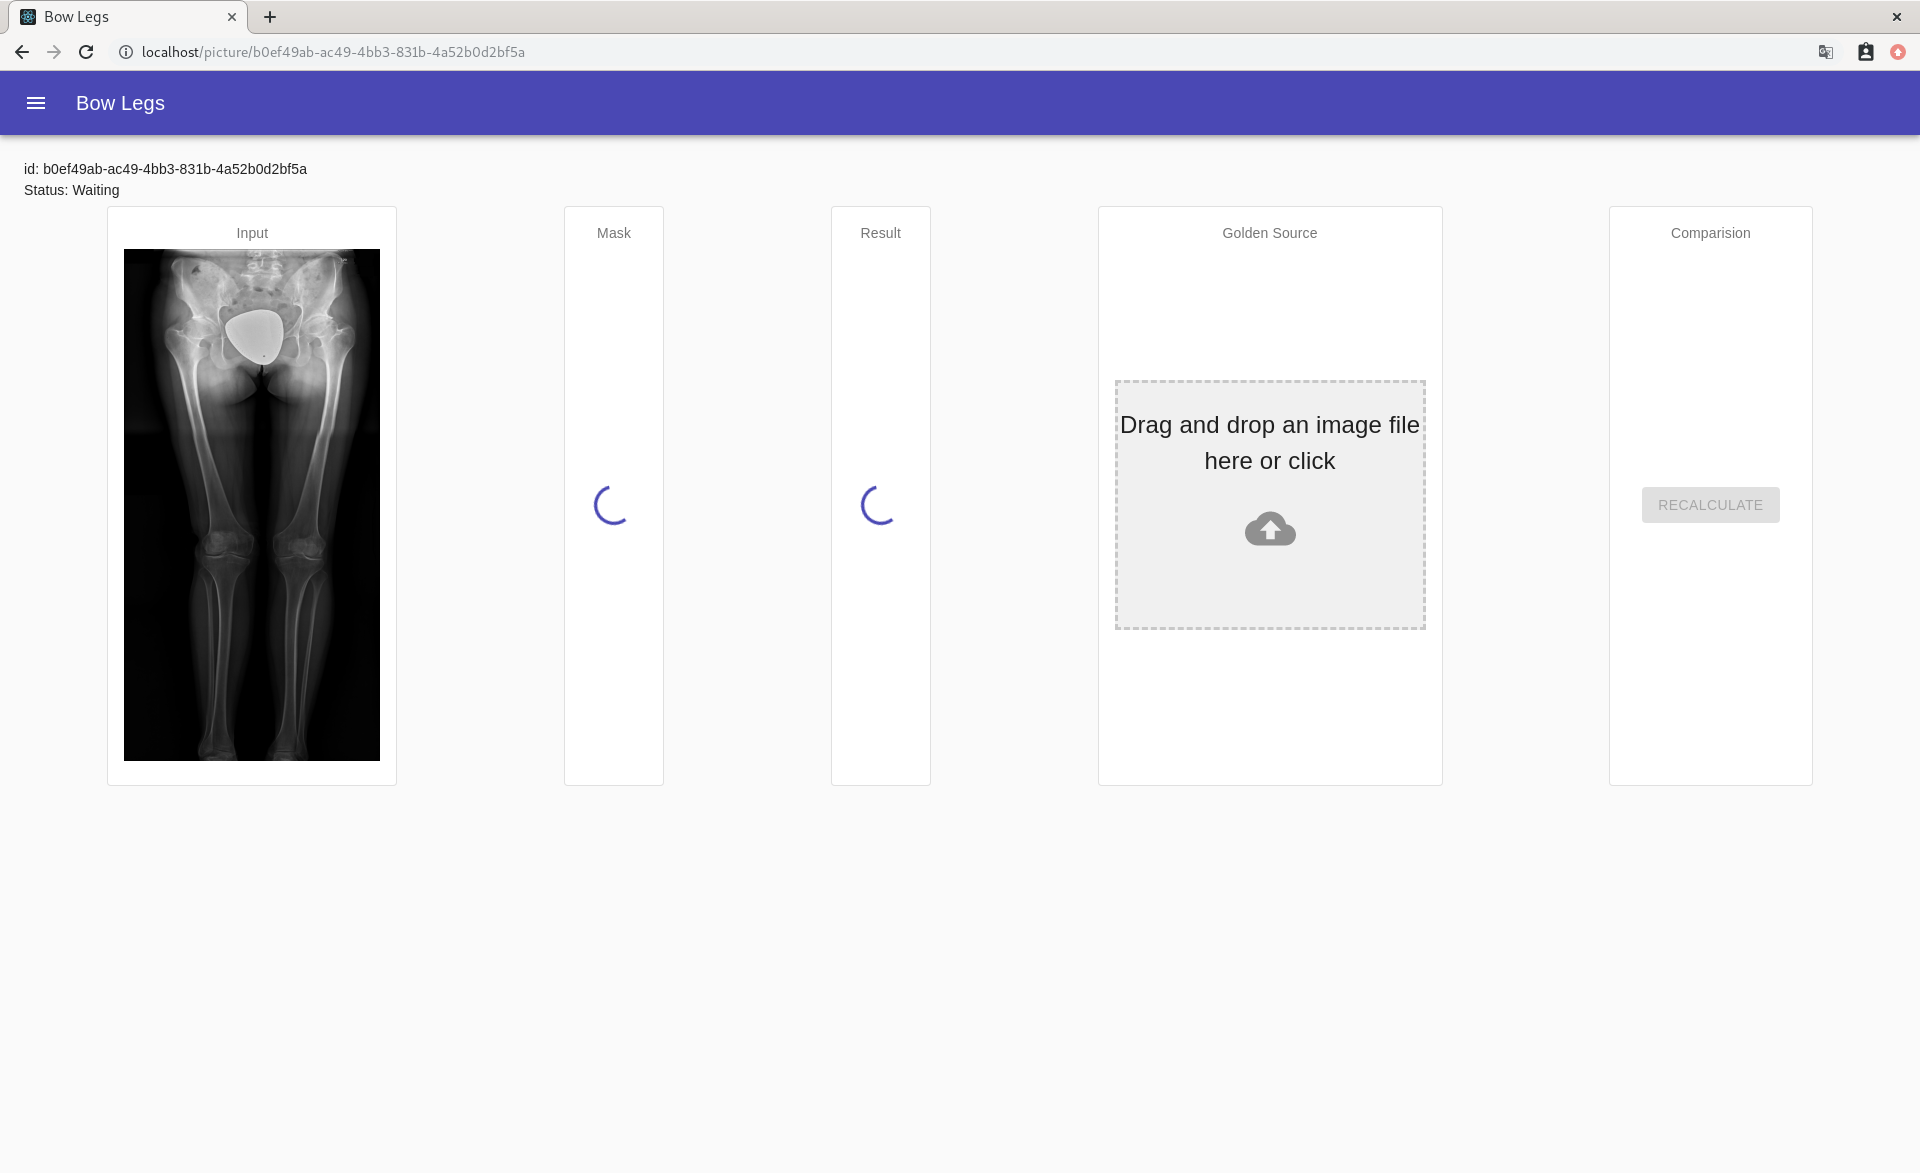 Bow Legs
localhost/picture/b0ef49ab-ac49-4bb3-831b-4a52b0d2bf5a
Bow Legs
id: b0ef49ab-ac49-4bb3-831b-4a52b0d2bf5a
Status: Waiting
Input
Mask
Result
Golden Source
Comparision
Drag and drop an image file
here or click
RECALCULATE